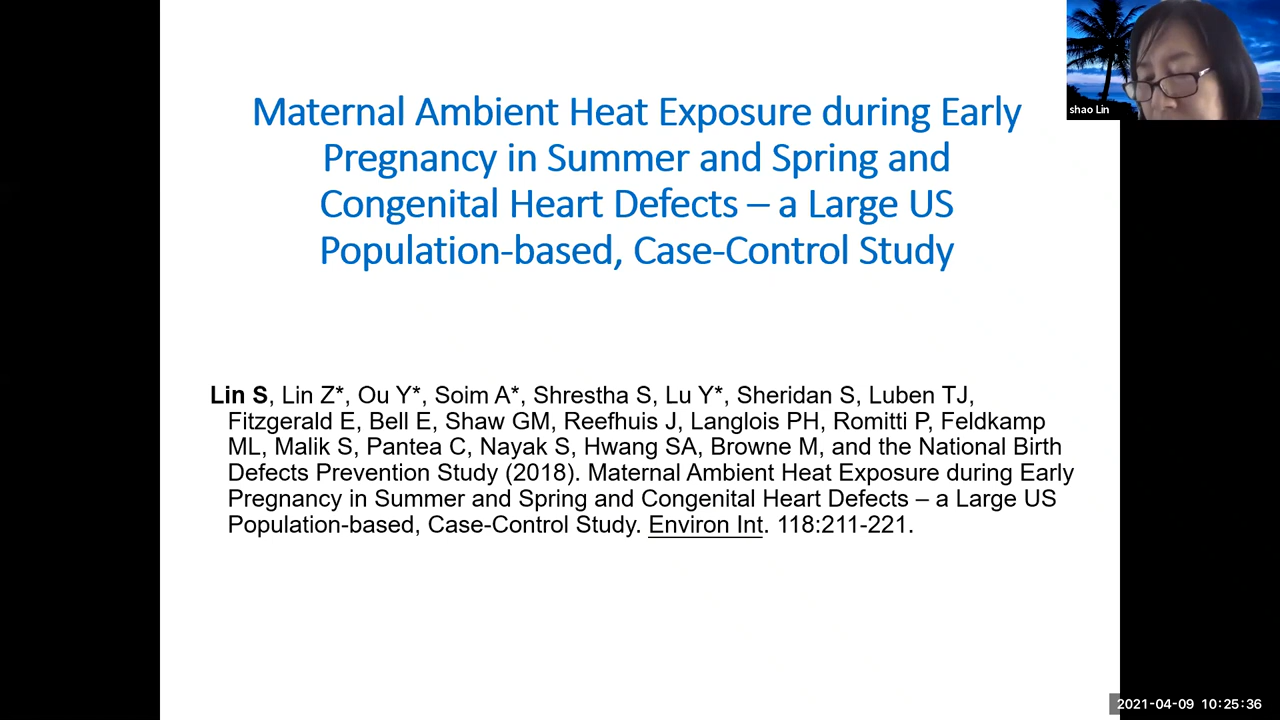 Maternal Ambient Heat Exposure during Early
Pregnancy in Summer and Spring and
Congenital Heart Defects – a Large US
Population-based, Case-Control Study
Lin S, Lin Z*, Ou Y*, Soim A*, Shrestha S, Lu Y*, Sheridan S, Luben TJ,
Fitzgerald E, Bell E, Shaw GM, Reefhuis J, Langlois PH, Romitti P, Feldkamp
ML, Malik S, Pantea C, Nayak S, Hwang SA, Browne M, and the National Birth
Defects Prevention Study (2018). Maternal Ambient Heat Exposure during Early
Pregnancy in Summer and Spring and Congenital Heart Defects – a Large US
Population-based, Case-Control Study. Environ Int. 118:211-221.
shao Lin
2021-04-09 10:25:36